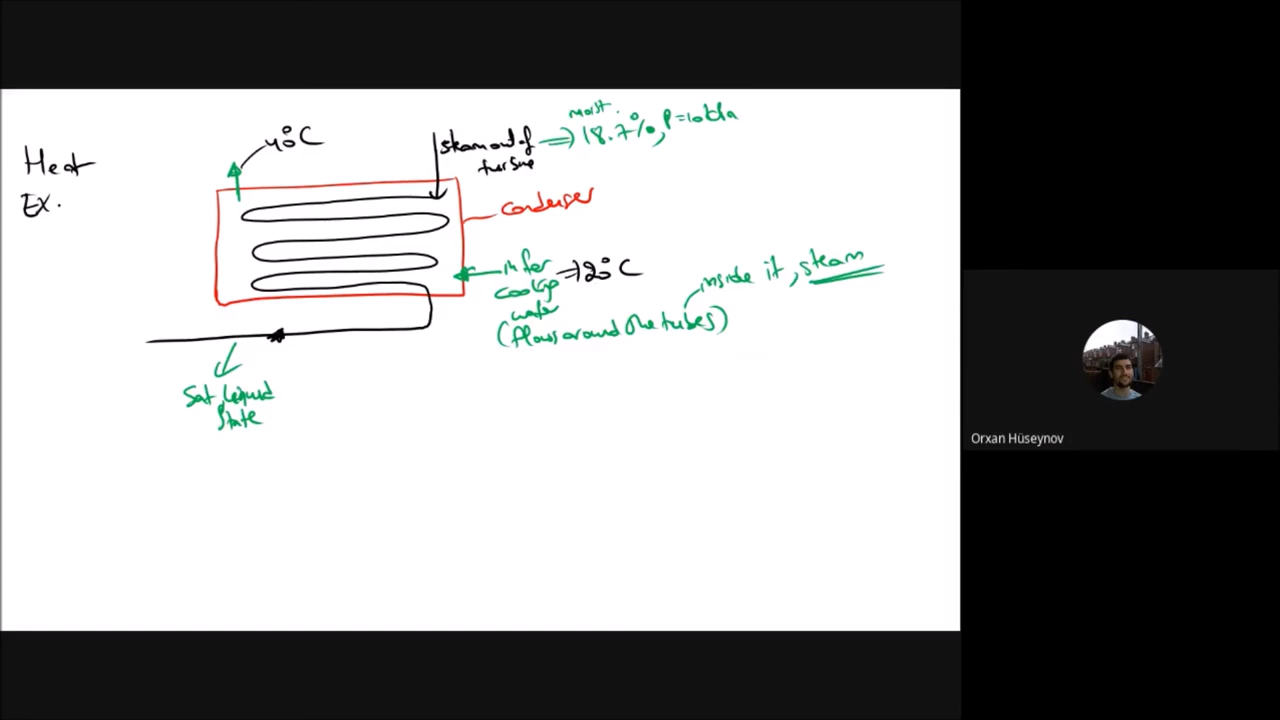 Heat
Ex.
40°C
steam out of
turbine
⇒ 18.7%, P=10kPa
moist.
condenser
in for
cooling
water
⇒ 20°C
(flows around the tubes)
inside it, steam
Sat. liquid
state
Orxan Hüseynov